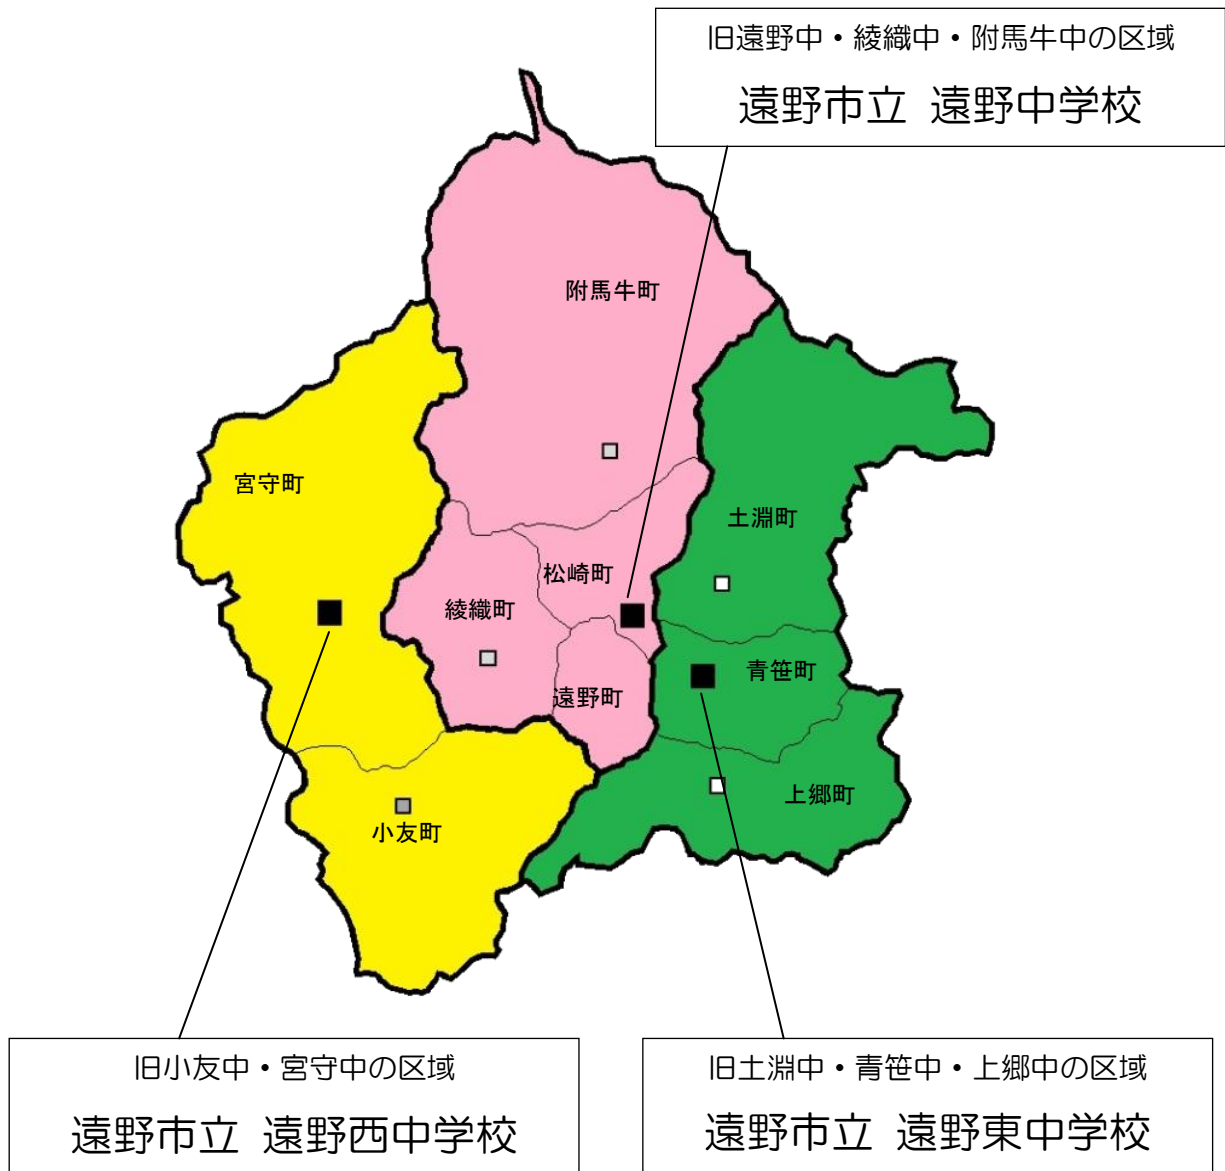 旧遠野中・綾織中・附馬牛中の区域
遠野市立 遠野中学校
附馬牛町
宮守町
土淵町
松崎町
綾織町
青笹町
遠野町
上郷町
小友町
旧小友中・宮守中の区域
遠野市立 遠野西中学校
旧土淵中・青笹中・上郷中の区域
遠野市立 遠野東中学校